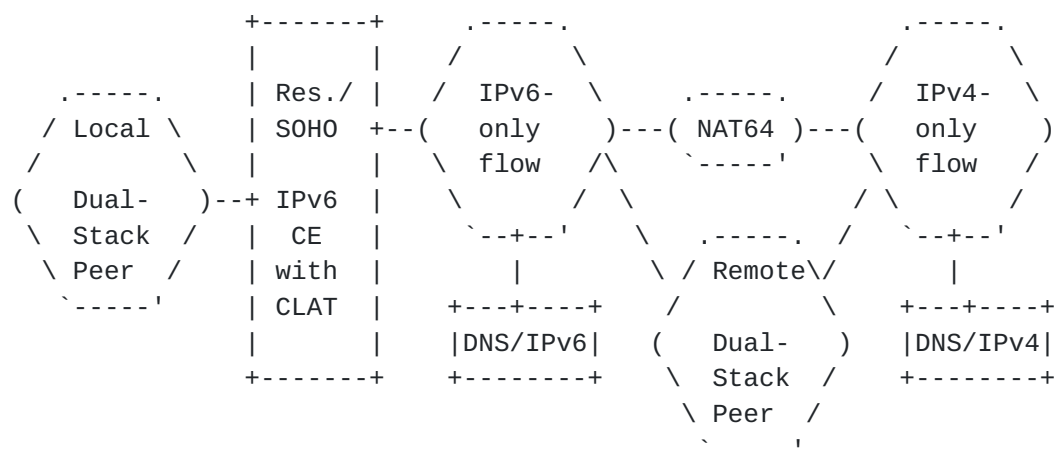 Res./ IPv6- IPv4-
Local SOHO only NAT64 only
flow flow
Dual- IPv6
Stack CE
Peer with Remote
CLAT
DNS/IPv6 Dual- DNS/IPv4
Stack
Peer